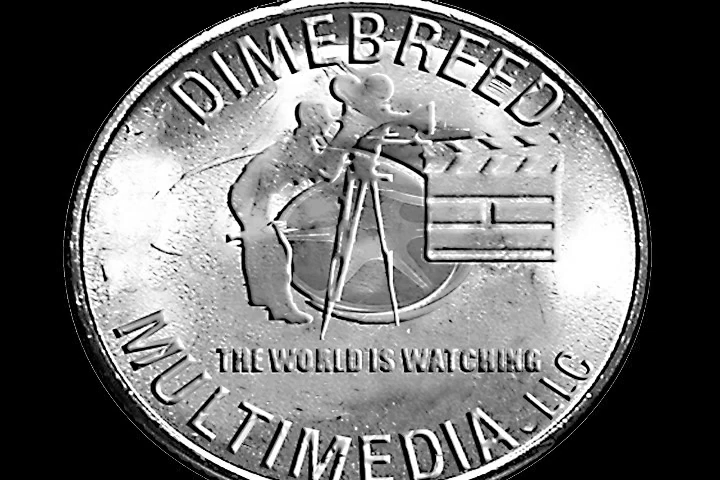 DIMEBREED
THE WORLD IS WATCHING
MULTIMEDIA, LLC